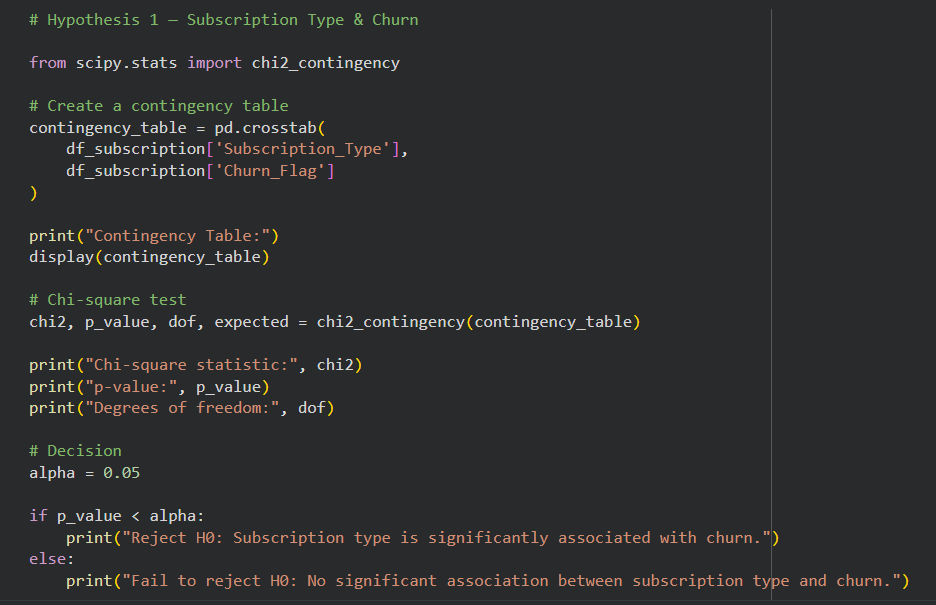 # Hypothesis 1 – Subscription Type & Churn
from scipy.stats import chi2_contingency
# Create a contingency table
contingency_table = pd.crosstab(
    df_subscription['Subscription_Type'],
    df_subscription['Churn_Flag']
)
print("Contingency Table:")
display(contingency_table)
# Chi-square test
chi2, p_value, dof, expected = chi2_contingency(contingency_table)
print("Chi-square statistic:", chi2)
print("p-value:", p_value)
print("Degrees of freedom:", dof)
# Decision
alpha = 0.05
if p_value < alpha:
    print("Reject H0: Subscription type is significantly associated with churn.")
else:
    print("Fail to reject H0: No significant association between subscription type and churn.")